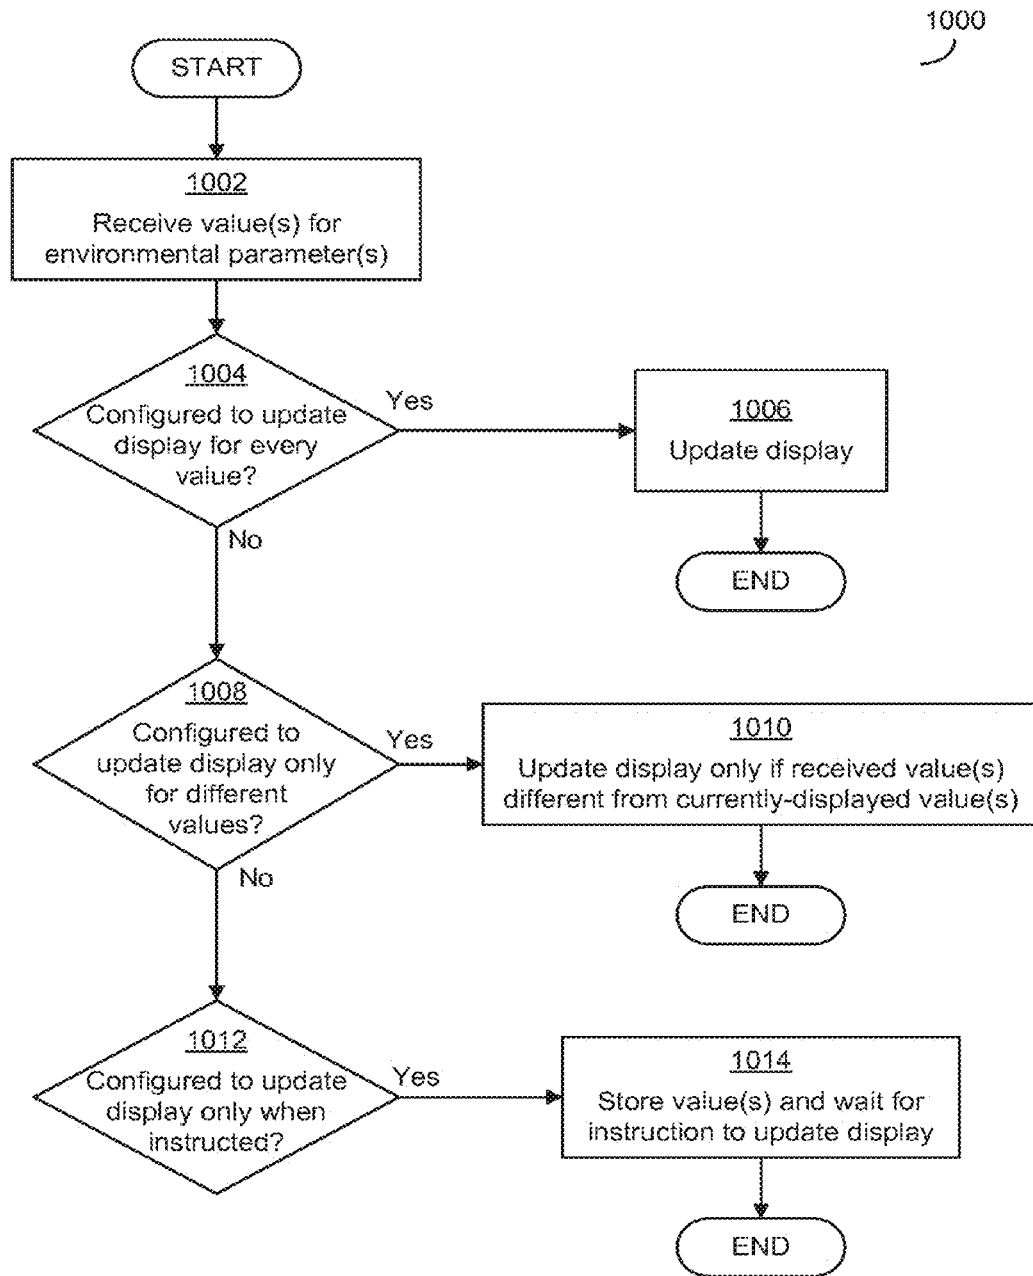 1000
START
1002
Receive value(s) for
environmental parameter(s)
1004
Configured to update
display for every
value?
Yes
1006
Update display
END
No
1008
Configured to
update display only
for different
values?
Yes
1010
Update display only if received value(s)
different from currently-displayed value(s)
END
No
1012
Configured to update
display only when
instructed?
Yes
1014
Store value(s) and wait for
instruction to update display
END